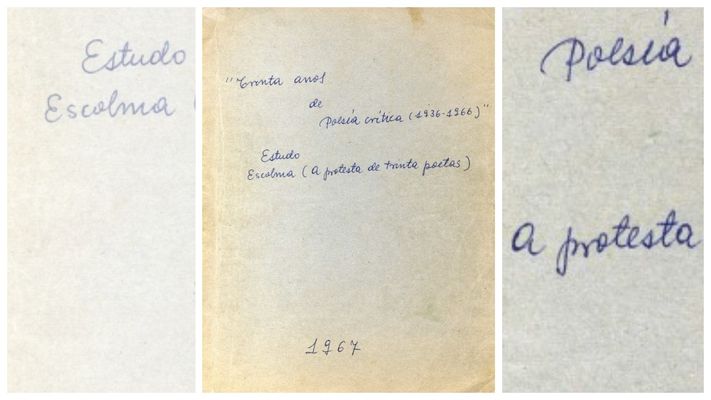 Estudo
Escolma (
"Trinta anos
de
Poesía crítica (1936-1966)"
Estudo
Escolma (A protesta de trinta poetas)
1967
Poesía
A protesta